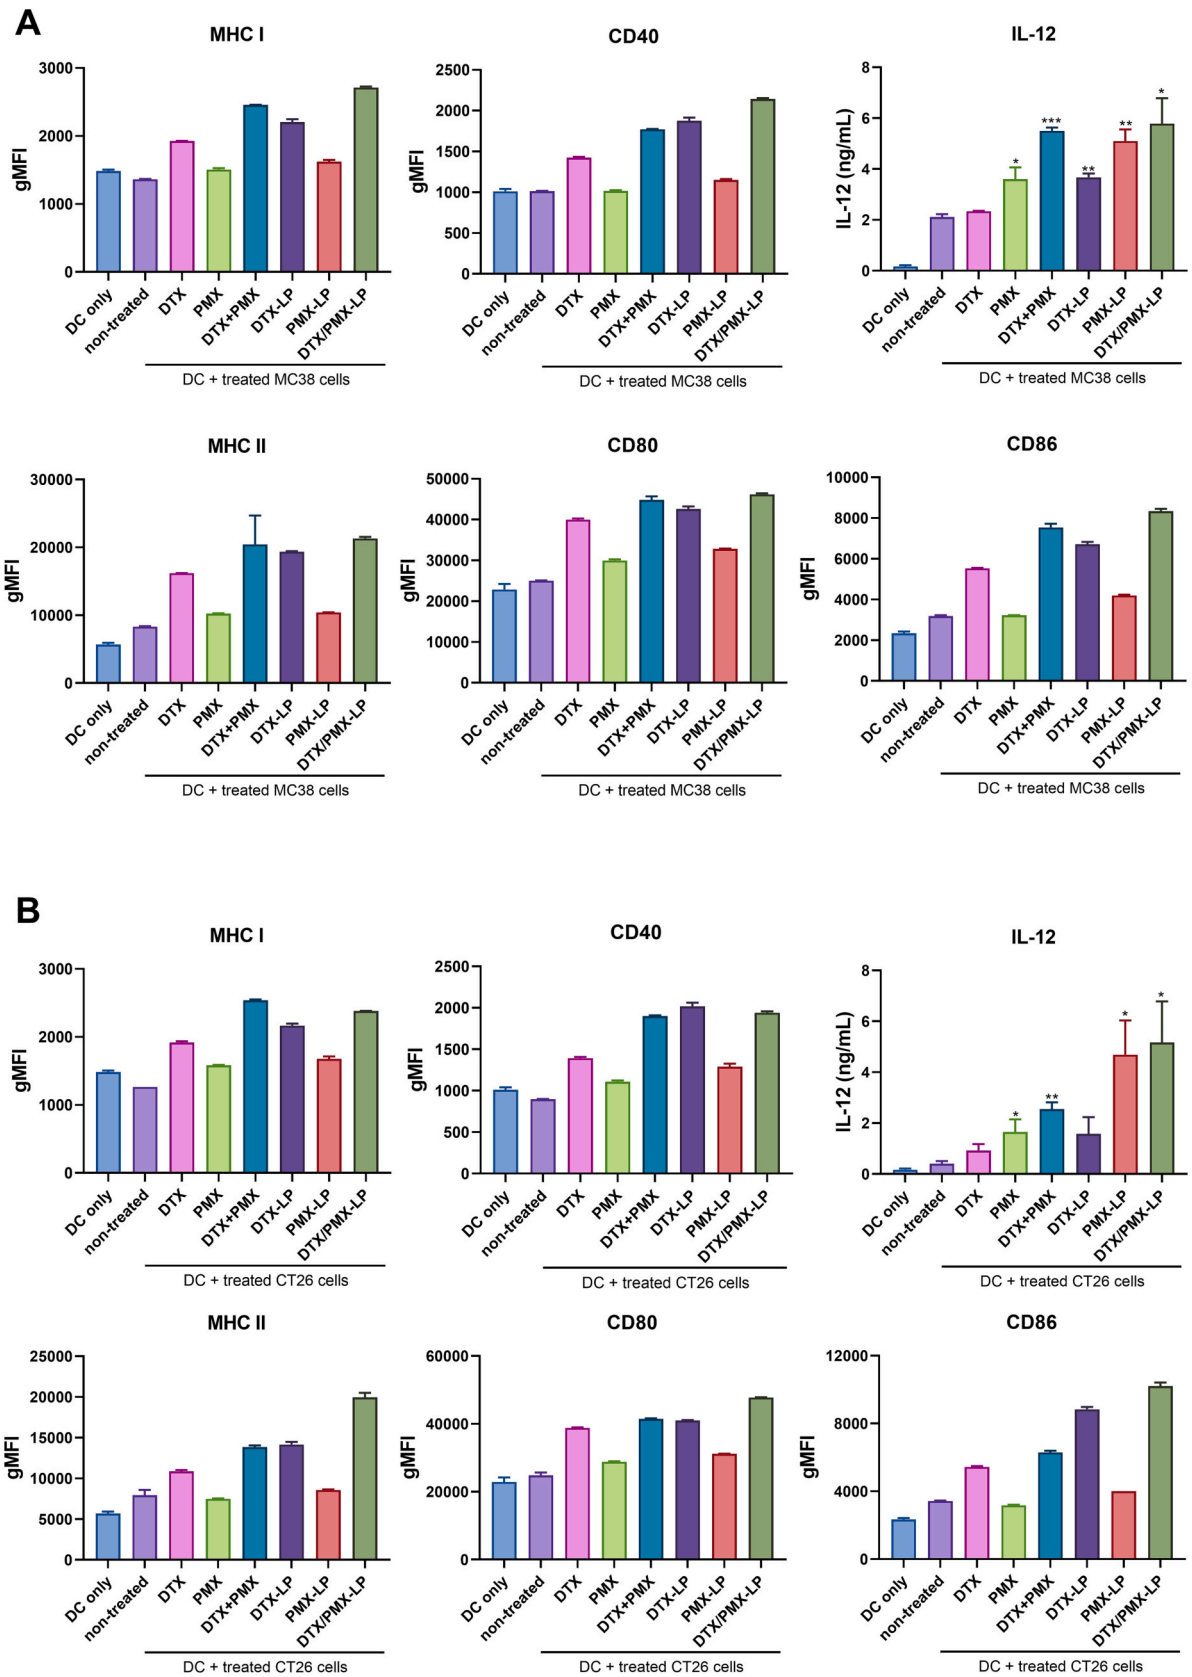 A
MHC I
gMFI
3000
2000
1000
0
DC only
non-treated
DTX
PMX
DTX+PMX
DTX-LP
PMX-LP
DTX/PMX-LP
DC + treated MC38 cells
CD40
gMFI
2500
2000
1500
1000
500
0
DC only
non-treated
DTX
PMX
DTX+PMX
DTX-LP
PMX-LP
DTX/PMX-LP
DC + treated MC38 cells
IL-12
IL-12 (ng/mL)
8
6
4
2
0
*
***
**
**
*
DC only
non-treated
DTX
PMX
DTX+PMX
DTX-LP
PMX-LP
DTX/PMX-LP
DC + treated MC38 cells
MHC II
gMFI
30000
20000
10000
0
DC only
non-treated
DTX
PMX
DTX+PMX
DTX-LP
PMX-LP
DTX/PMX-LP
DC + treated MC38 cells
CD80
gMFI
50000
40000
30000
20000
10000
0
DC only
non-treated
DTX
PMX
DTX+PMX
DTX-LP
PMX-LP
DTX/PMX-LP
DC + treated MC38 cells
CD86
gMFI
10000
8000
6000
4000
2000
0
DC only
non-treated
DTX
PMX
DTX+PMX
DTX-LP
PMX-LP
DTX/PMX-LP
DC + treated MC38 cells
B
MHC I
gMFI
3000
2000
1000
0
DC only
non-treated
DTX
PMX
DTX+PMX
DTX-LP
PMX-LP
DTX/PMX-LP
DC + treated CT26 cells
CD40
gMFI
2500
2000
1500
1000
500
0
DC only
non-treated
DTX
PMX
DTX+PMX
DTX-LP
PMX-LP
DTX/PMX-LP
DC + treated CT26 cells
IL-12
IL-12 (ng/mL)
8
6
4
2
0
*
**
*
*
DC only
non-treated
DTX
PMX
DTX+PMX
DTX-LP
PMX-LP
DTX/PMX-LP
DC + treated CT26 cells
MHC II
gMFI
25000
20000
15000
10000
5000
0
DC only
non-treated
DTX
PMX
DTX+PMX
DTX-LP
PMX-LP
DTX/PMX-LP
DC + treated CT26 cells
CD80
gMFI
60000
40000
20000
0
DC only
non-treated
DTX
PMX
DTX+PMX
DTX-LP
PMX-LP
DTX/PMX-LP
DC + treated CT26 cells
CD86
gMFI
12000
8000
4000
0
DC only
non-treated
DTX
PMX
DTX+PMX
DTX-LP
PMX-LP
DTX/PMX-LP
DC + treated CT26 cells